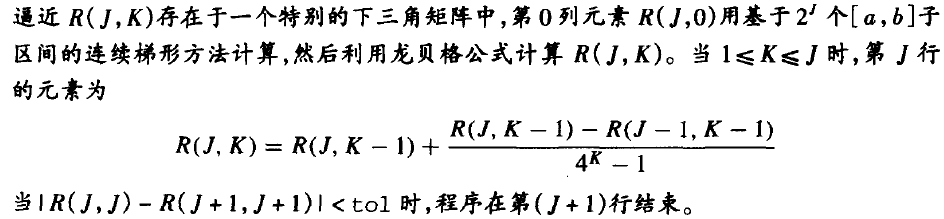 逼近 R(J,K)存在于一个特别的下三角矩阵中,第0列元素 R(J,0)用基于 2^J 个[a,b]子
区间的连续梯形方法计算,然后利用龙贝格公式计算 R(J,K)。当 1≤K≤J 时,第 J 行
的元素为
R(J,K) = R(J,K-1) + \frac{R(J,K-1)-R(J-1,K-1)}{4^K-1}
当|R(J,J)-R(J+1,J+1)|<tol 时,程序在第(J+1)行结束。